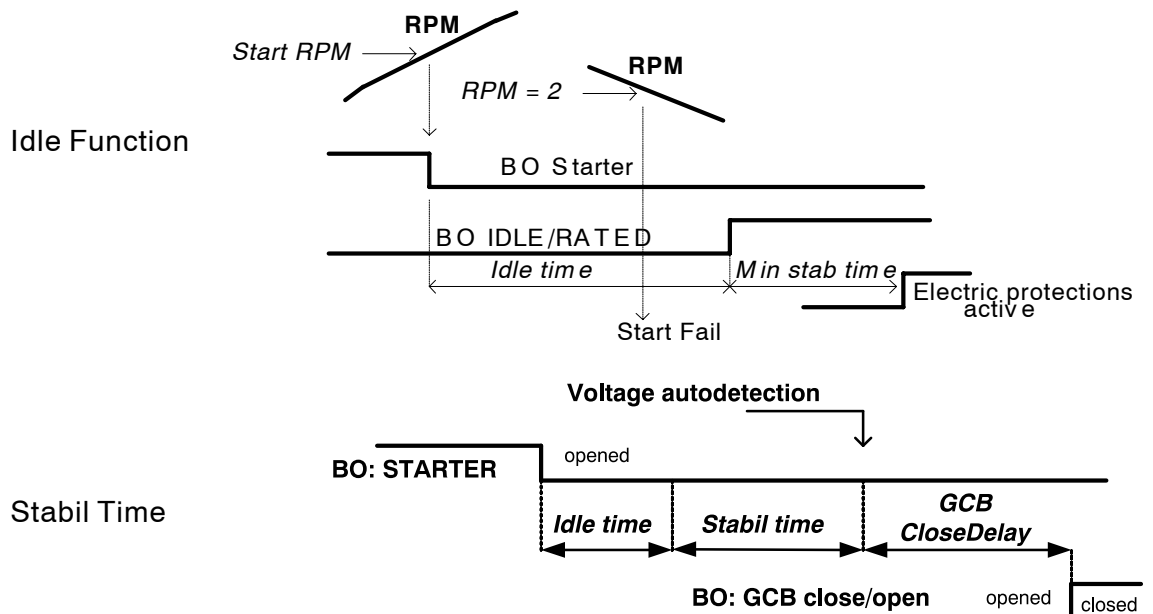 RPM
Start RPM
RPM
RPM = 2
Idle Function
BO Starter
BO IDLE/RATED
Idle time
Min stab time
Electric protections
active
Start Fail
Voltage autodetection
opened
BO: STARTER
Stabil Time
Idle time
Stabil time
GCB
CloseDelay
BO: GCB close/open
opened
closed